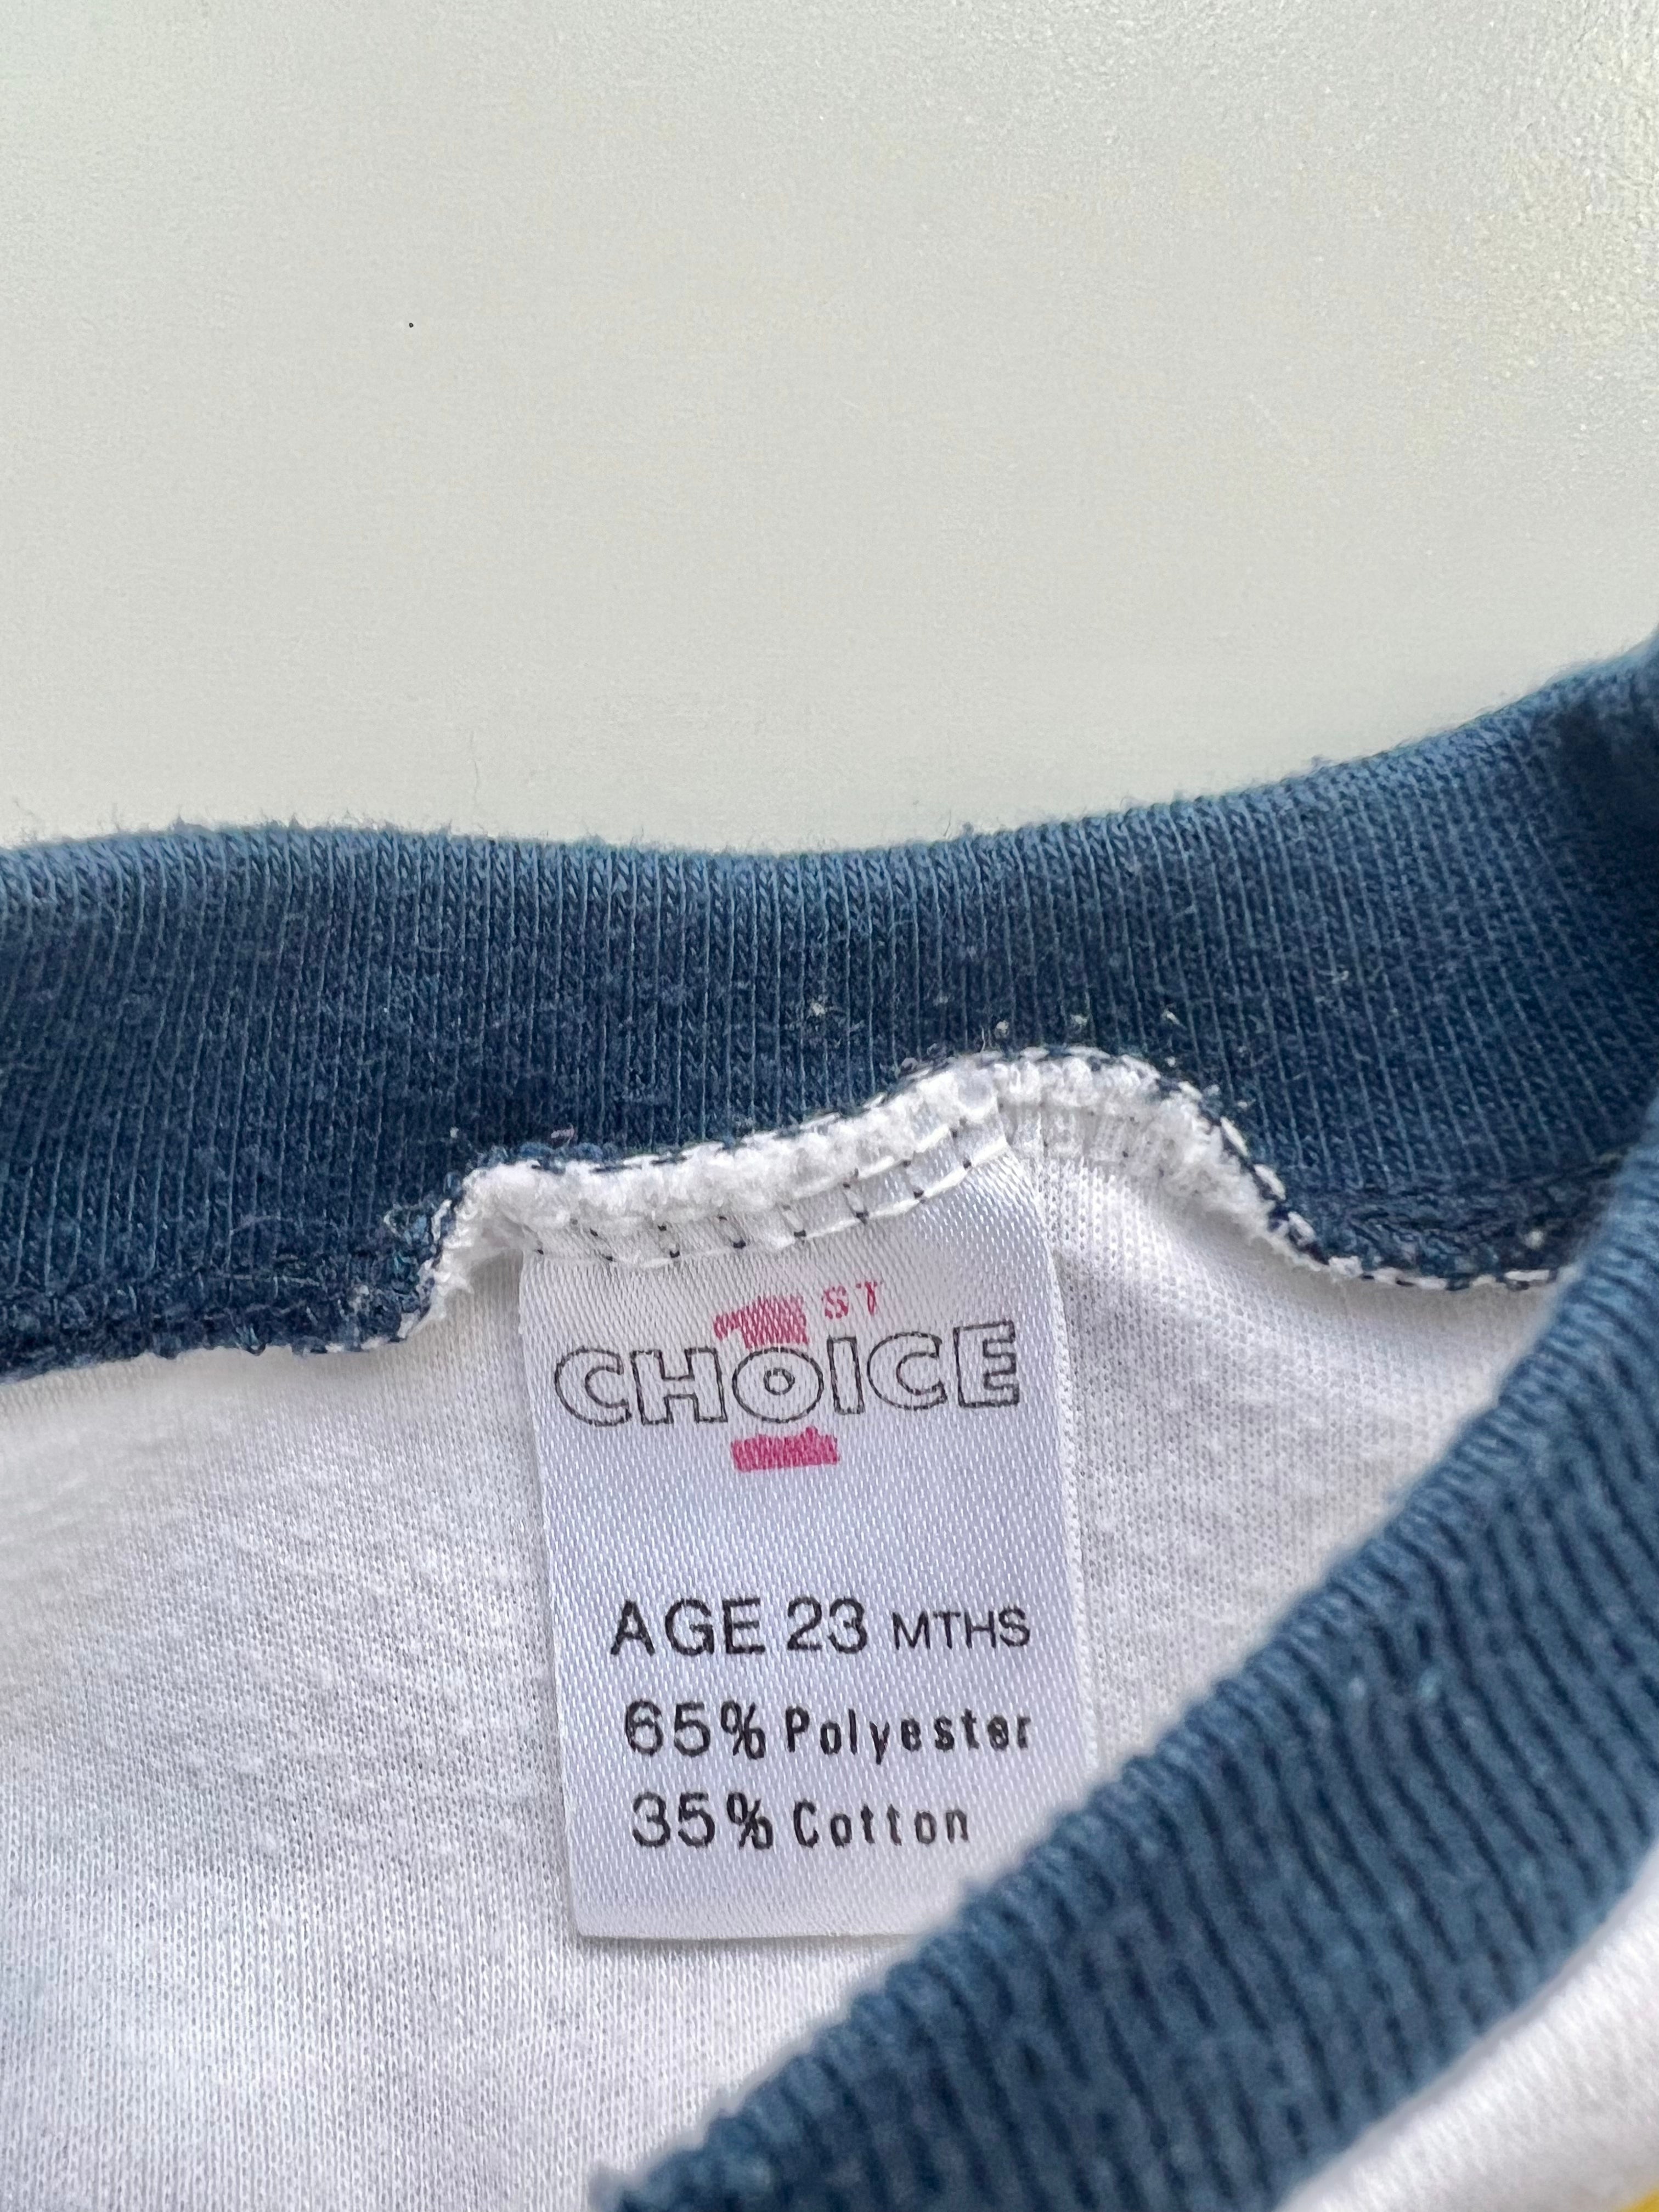 1ST
CHOICE
AGE 23 MTHS
65% Polyester
35% Cotton